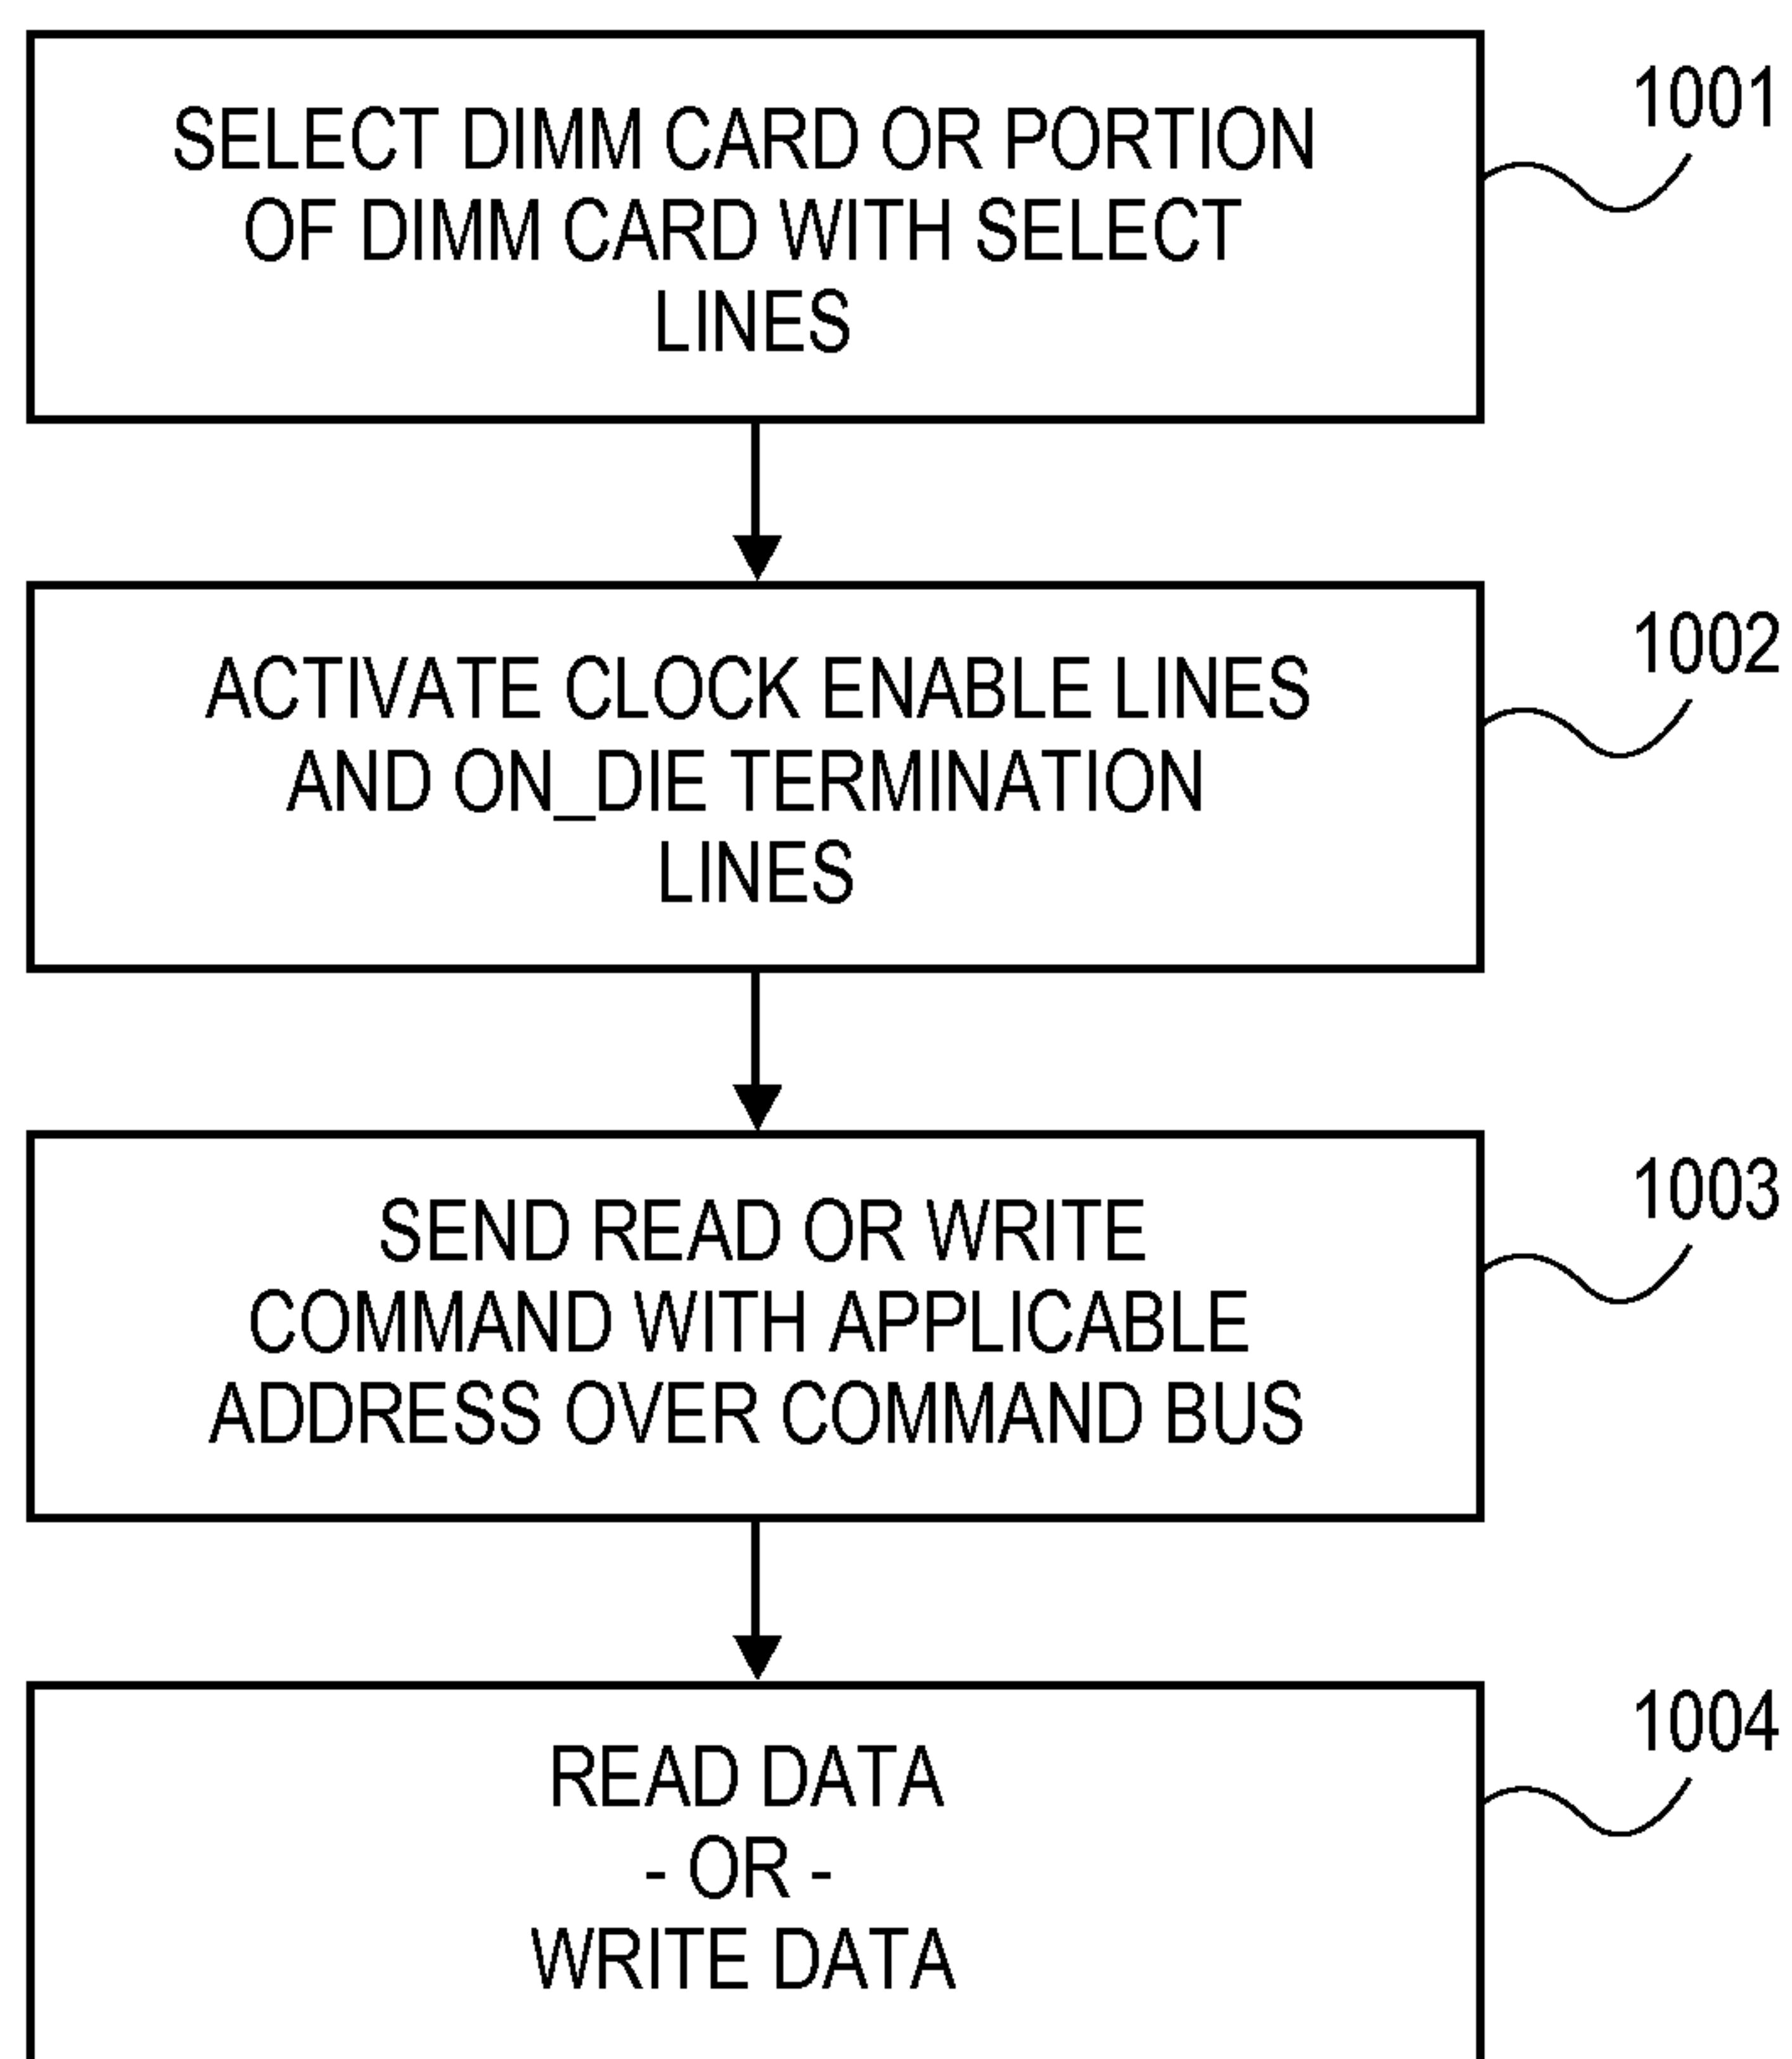 SELECT DIMM CARD OR PORTION
OF DIMM CARD WITH SELECT
LINES
1001
ACTIVATE CLOCK ENABLE LINES
AND ON_DIE TERMINATION
LINES
1002
SEND READ OR WRITE
COMMAND WITH APPLICABLE
ADDRESS OVER COMMAND BUS
1003
READ DATA
- OR -
WRITE DATA
1004